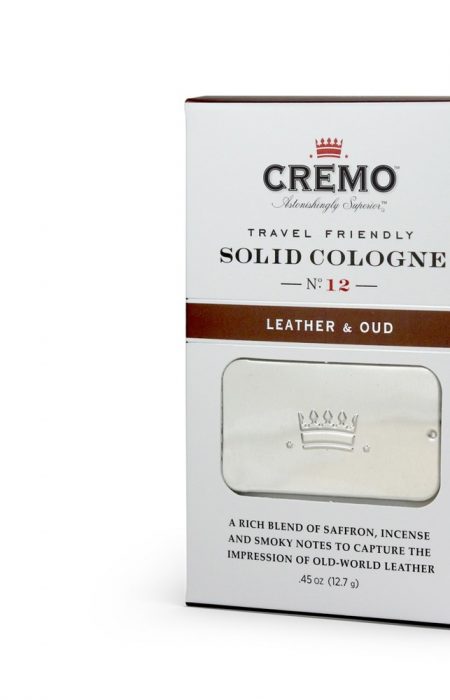 CREMO™
Astonishingly Superior™
TRAVEL FRIENDLY
SOLID COLOGNE
Nº. 12
LEATHER & OUD
A RICH BLEND OF SAFFRON, INCENSE
AND SMOKY NOTES TO CAPTURE THE
IMPRESSION OF OLD-WORLD LEATHER
.45 oz (12.7 g)